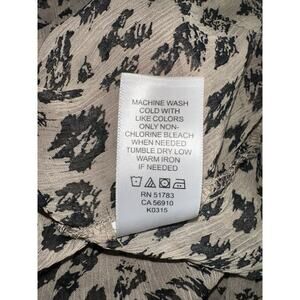 MACHINE WASH
COLD WITH
LIKE COLORS
ONLY NON-
CHLORINE BLEACH
WHEN NEEDED
TUMBLE DRY LOW
WARM IRON
IF NEEDED
RN 51783
CA 56910
K0315